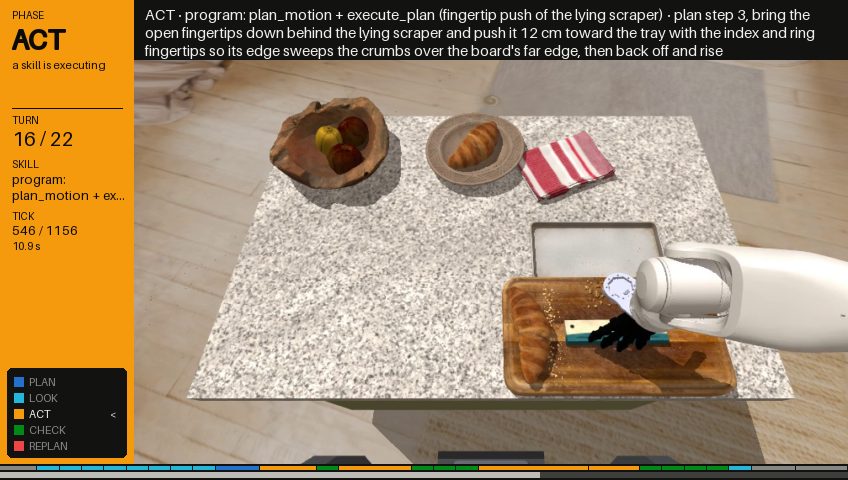 PHASE
ACT
a skill is executing
TURN
16 / 22
SKILL
program:
plan_motion + ex...
TICK
546 / 1156
10.9 s
PLAN
LOOK
ACT <
CHECK
REPLAN
ACT · program: plan_motion + execute_plan (fingertip push of the lying scraper) · plan step 3, bring the
open fingertips down behind the lying scraper and push it 12 cm toward the tray with the index and ring
fingertips so its edge sweeps the crumbs over the board's far edge, then back off and rise